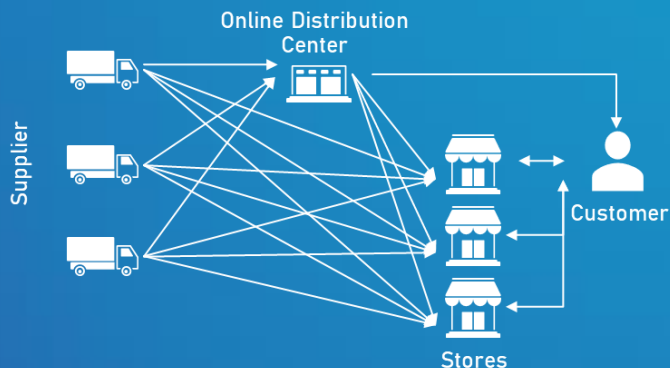 Online Distribution
Center
Supplier
Customer
Stores